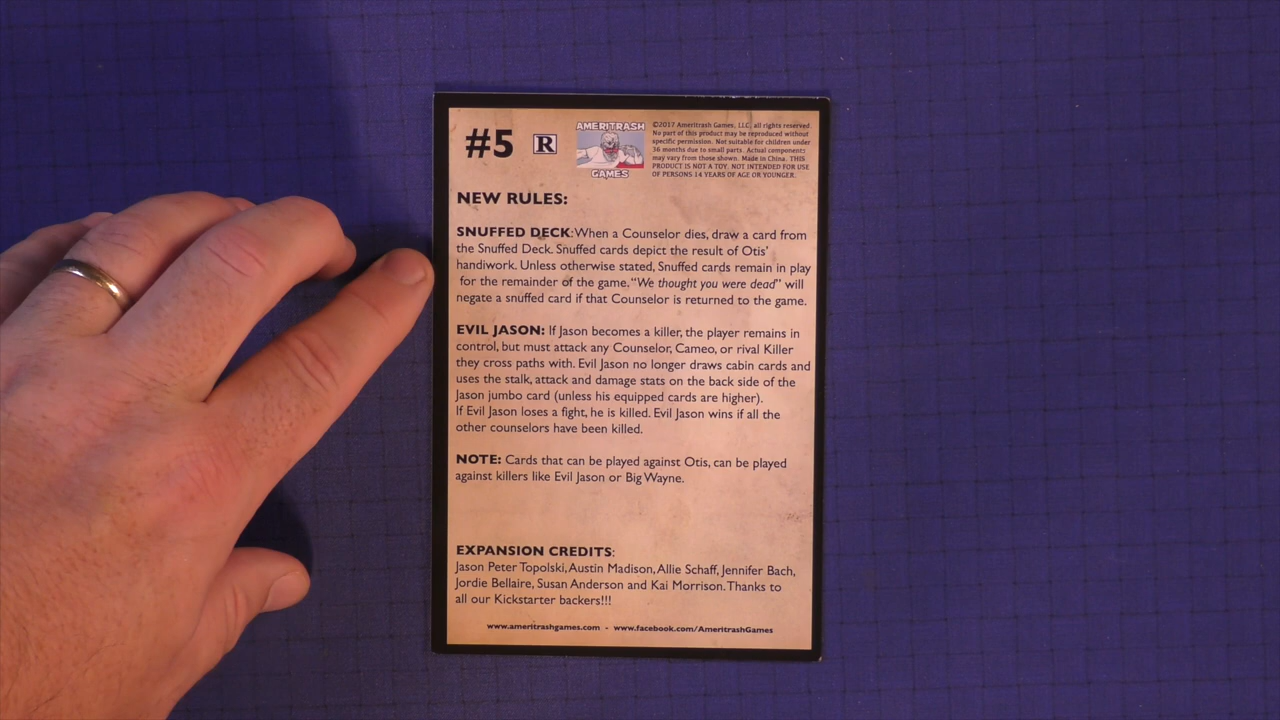 #5
R
AMERITRASH
GAMES
©2017 Ameritrash Games, LLC, all rights reserved.
No part of this product may be reproduced without
specific permission. Not suitable for children under
36 months due to small parts. Actual components
may vary from those shown. Made in China. THIS
PRODUCT IS NOT A TOY. NOT INTENDED FOR USE
OF PERSONS 14 YEARS OF AGE OR YOUNGER.
NEW RULES:
SNUFFED DECK: When a Counselor dies, draw a card from
the Snuffed Deck. Snuffed cards depict the result of Otis'
handiwork. Unless otherwise stated, Snuffed cards remain in play
for the remainder of the game. "We thought you were dead" will
negate a snuffed card if that Counselor is returned to the game.
EVIL JASON: If Jason becomes a killer, the player remains in
control, but must attack any Counselor, Cameo, or rival Killer
they cross paths with. Evil Jason no longer draws cabin cards and
uses the stalk, attack and damage stats on the back side of the
Jason jumbo card (unless his equipped cards are higher).
If Evil Jason loses a fight, he is killed. Evil Jason wins if all the
other counselors have been killed.
NOTE: Cards that can be played against Otis, can be played
against killers like Evil Jason or Big Wayne.
EXPANSION CREDITS:
Jason Peter Topolski, Austin Madison, Allie Schaff, Jennifer Bach,
Jordie Bellaire, Susan Anderson and Kai Morrison. Thanks to
all our Kickstarter backers!!!
www.ameritrashgames.com - www.facebook.com/AmeritrashGames